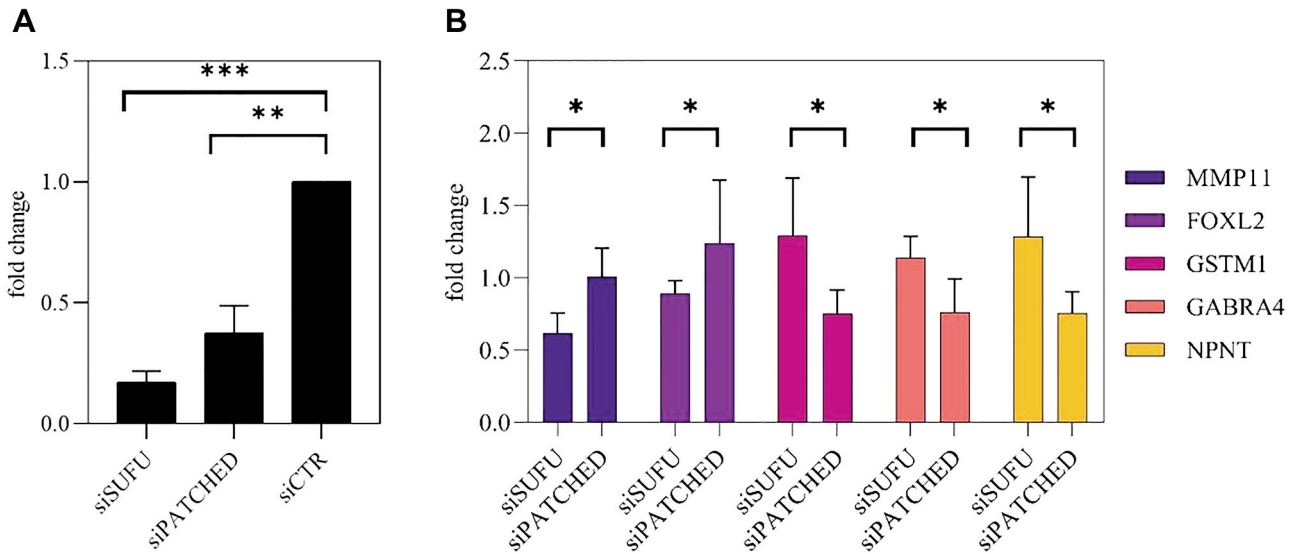 A
B
1.5
1.0
0.5
0.0
fold change
***
**
siSUFU
siPATCHED
siCTR
2.5
2.0
1.5
1.0
0.5
0.0
fold change
*
*
*
*
*
siSUFU
siPATCHED
siSUFU
siPATCHED
siSUFU
siPATCHED
siSUFU
siPATCHED
siSUFU
siPATCHED
MMP11
FOXL2
GSTM1
GABRA4
NPNT